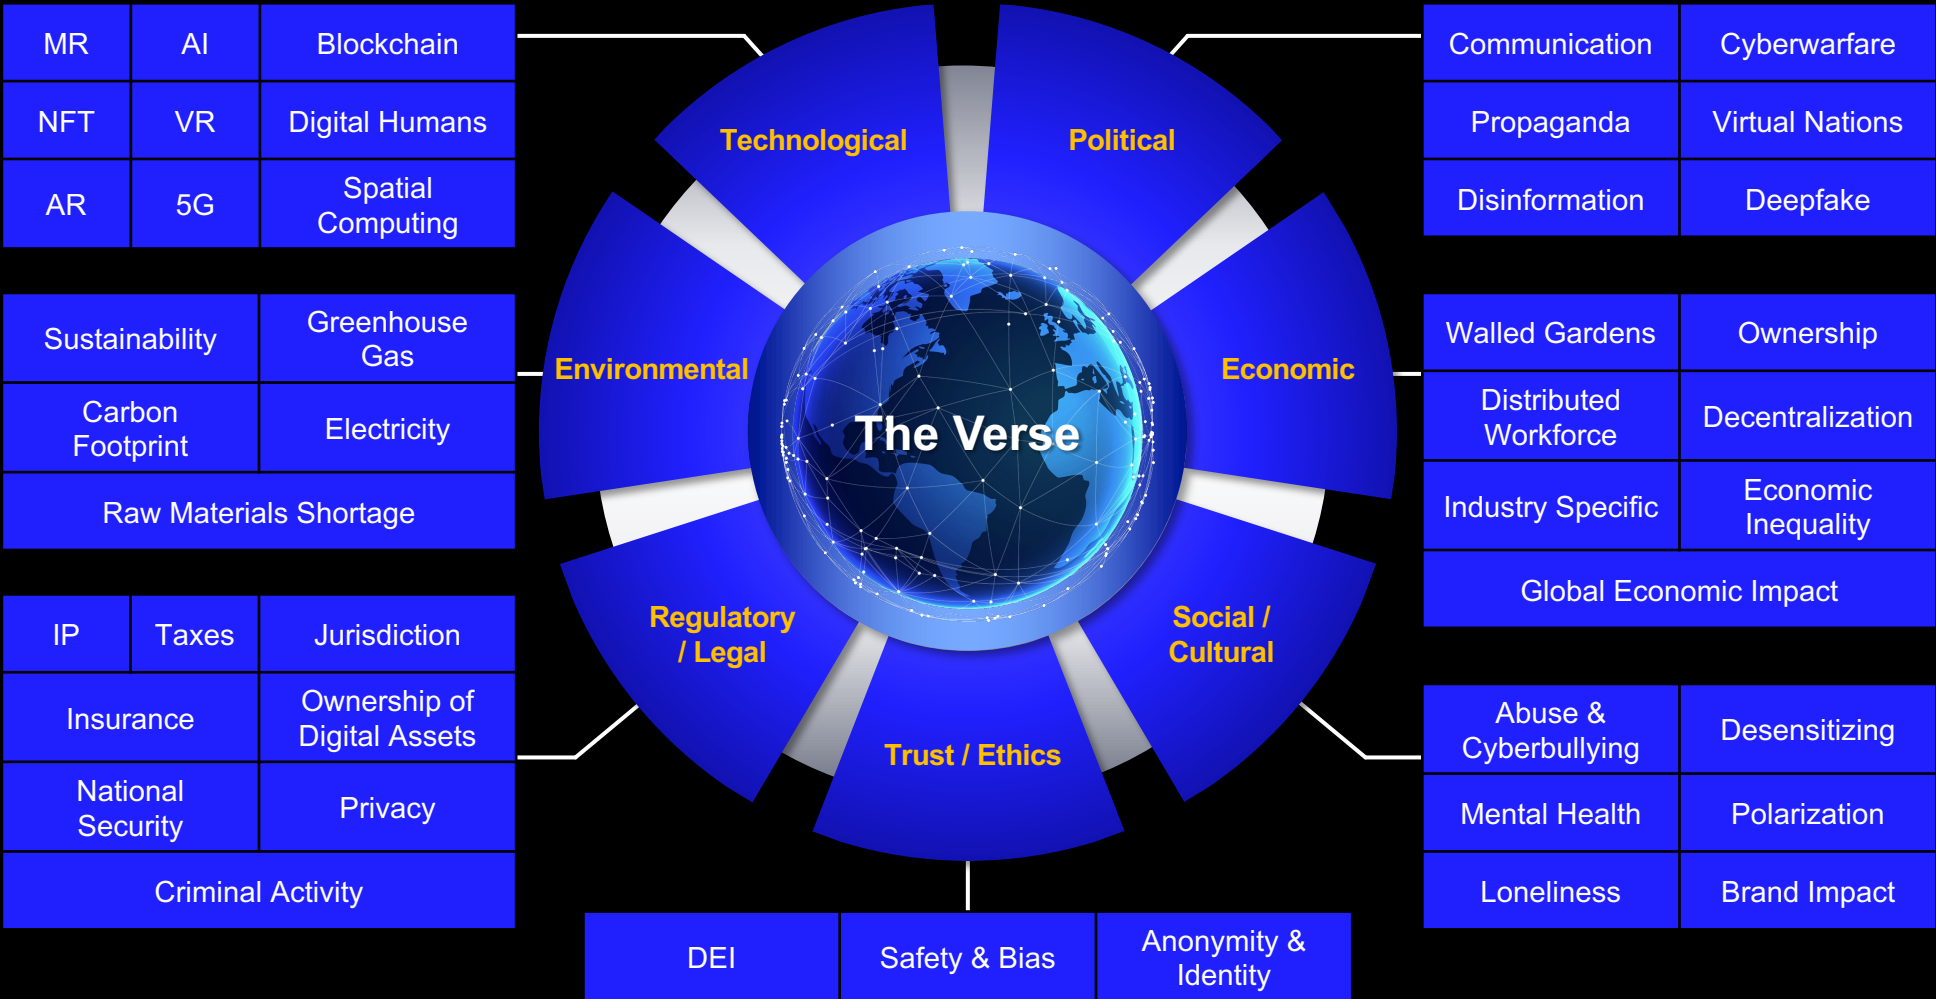 MR
AI
Blockchain
NFT
VR
Digital Humans
AR
5G
Spatial
Computing
Technological
Political
Communication
Cyberwarfare
Propaganda
Virtual Nations
Disinformation
Deepfake
Sustainability
Greenhouse
Gas
Carbon
Footprint
Electricity
Raw Materials Shortage
Environmental
The Verse
Economic
Walled Gardens
Ownership
Distributed
Workforce
Decentralization
Industry Specific
Economic
Inequality
Global Economic Impact
IP
Taxes
Jurisdiction
Insurance
Ownership of
Digital Assets
National
Security
Privacy
Criminal Activity
Regulatory
/ Legal
Trust / Ethics
Social /
Cultural
Abuse &
Cyberbullying
Desensitizing
Mental Health
Polarization
Loneliness
Brand Impact
DEI
Safety & Bias
Anonymity &
Identity